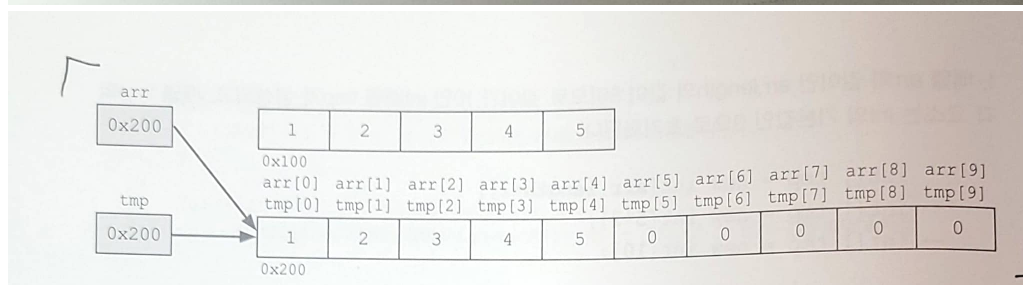 arr
0x200
1 2 3 4 5
0x100
arr[0] arr[1] arr[2] arr[3] arr[4] arr[5] arr[6] arr[7] arr[8] arr[9]
tmp[0] tmp[1] tmp[2] tmp[3] tmp[4] tmp[5] tmp[6] tmp[7] tmp[8] tmp[9]
tmp
0x200
1 2 3 4 5 0 0 0 0 0
0x200